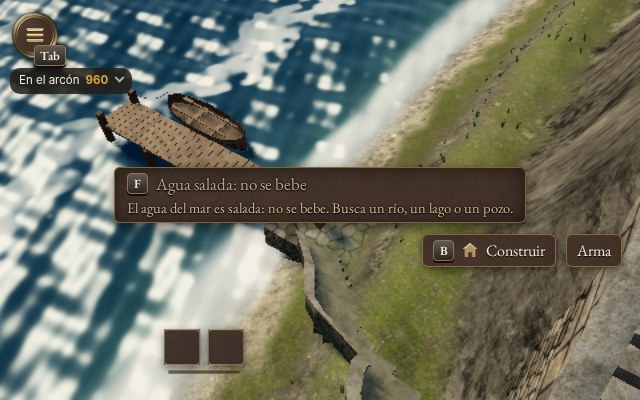 Tab
En el arcón 960
F Agua salada: no se bebe
El agua del mar es salada: no se bebe. Busca un río, un lago o un pozo.
B Construir Arma